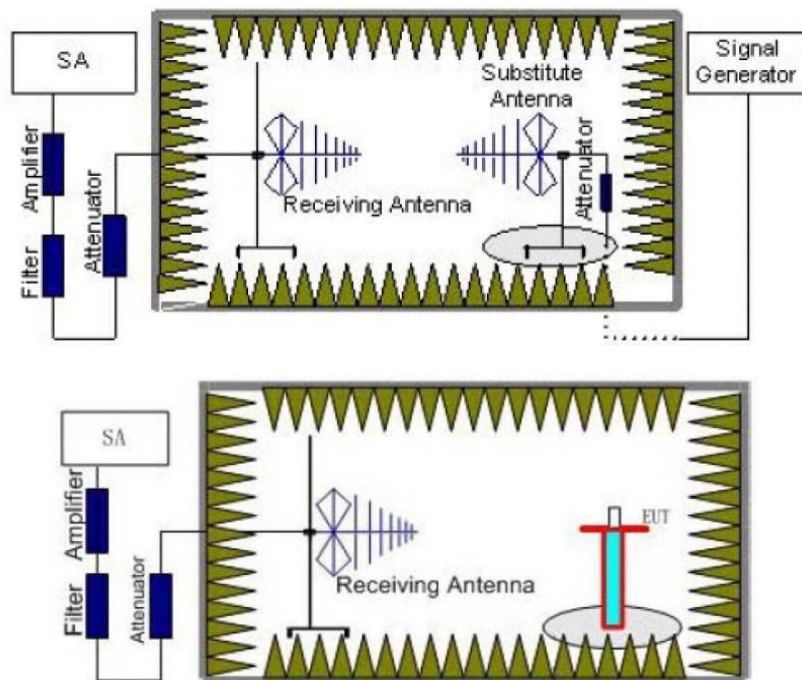 SA
Signal
Generator
Substitute
Antenna
Amplifier
Attenuator
Attenuator
Receiving Antenna
Filter
SA
Amplifier
EUT
Filter
Attenuator
Receiving Antenna